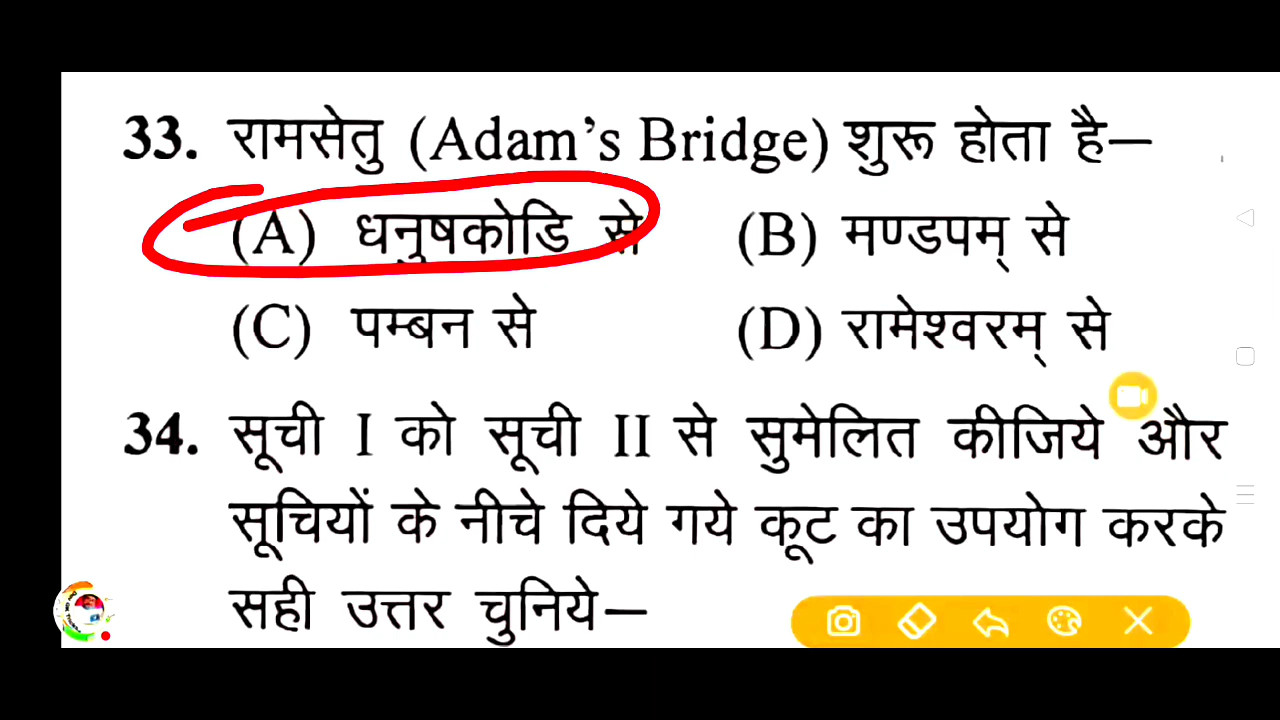 33. रामसेतु (Adam's Bridge) शुरू होता है–
(A) धनुषकोडि से (B) मण्डपम् से
(C) पम्बन से (D) रामेश्वरम् से
34. सूची I को सूची II से सुमेलित कीजिये और
सूचियों के नीचे दिये गये कूट का उपयोग करके
सही उत्तर चुनिये–